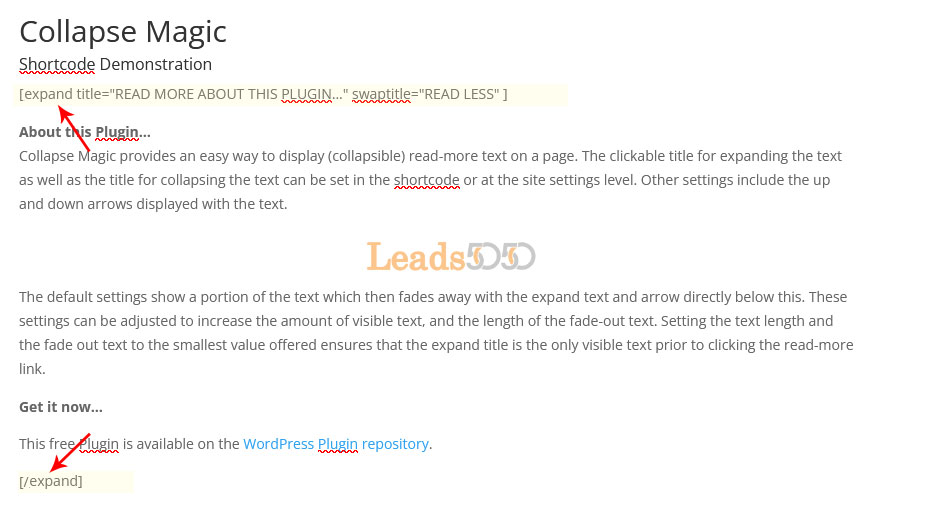 Collapse Magic
Shortcode Demonstration
[expand title="READ MORE ABOUT THIS PLUGIN..." swaptitle="READ LESS" ]
About this Plugin...
Collapse Magic provides an easy way to display (collapsible) read-more text on a page. The clickable title for expanding the text
as well as the title for collapsing the text can be set in the shortcode or at the site settings level. Other settings include the up
and down arrows displayed with the text.
Leads5050
The default settings show a portion of the text which then fades away with the expand text and arrow directly below this. These
settings can be adjusted to increase the amount of visible text, and the length of the fade-out text. Setting the text length and
the fade out text to the smallest value offered ensures that the expand title is the only visible text prior to clicking the read-more
link.
Get it now...
This free Plugin is available on the WordPress Plugin repository.
[/expand]